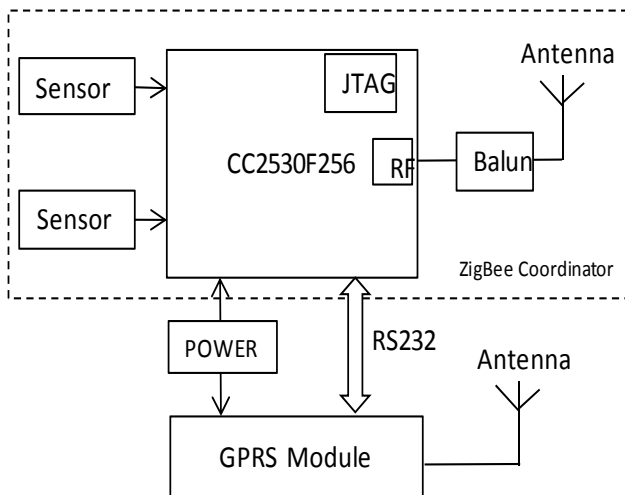 Antenna
Sensor
JTAG
CC2530F256
RF
Balun
Sensor
ZigBee Coordinator
POWER
RS232
Antenna
GPRS Module